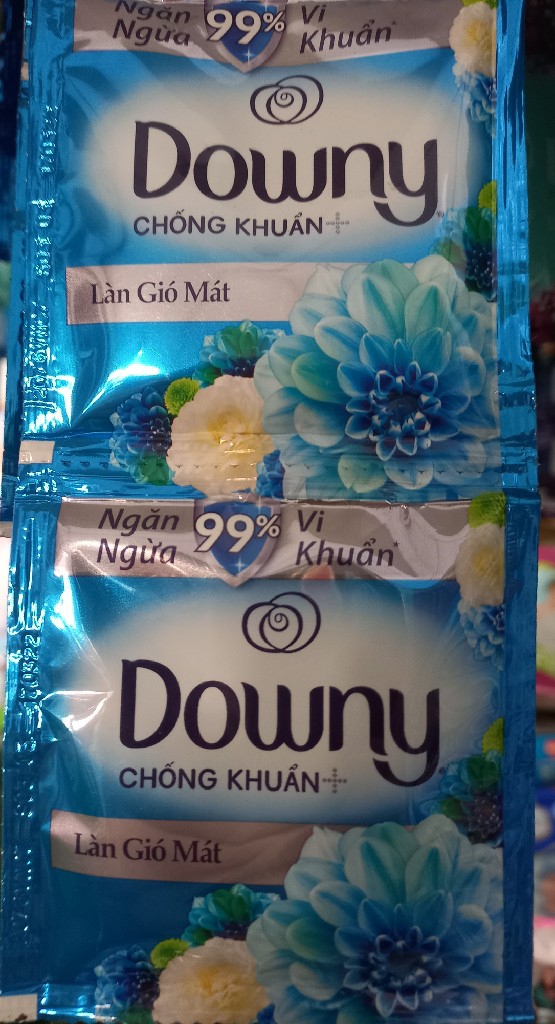 Ngăn 99% Vi
Ngừa Khuẩn*
Downy
CHỐNG KHUẨN+
Làn Gió Mát
Ngăn 99% Vi
Ngừa Khuẩn*
Downy
CHỐNG KHUẨN+
Làn Gió Mát